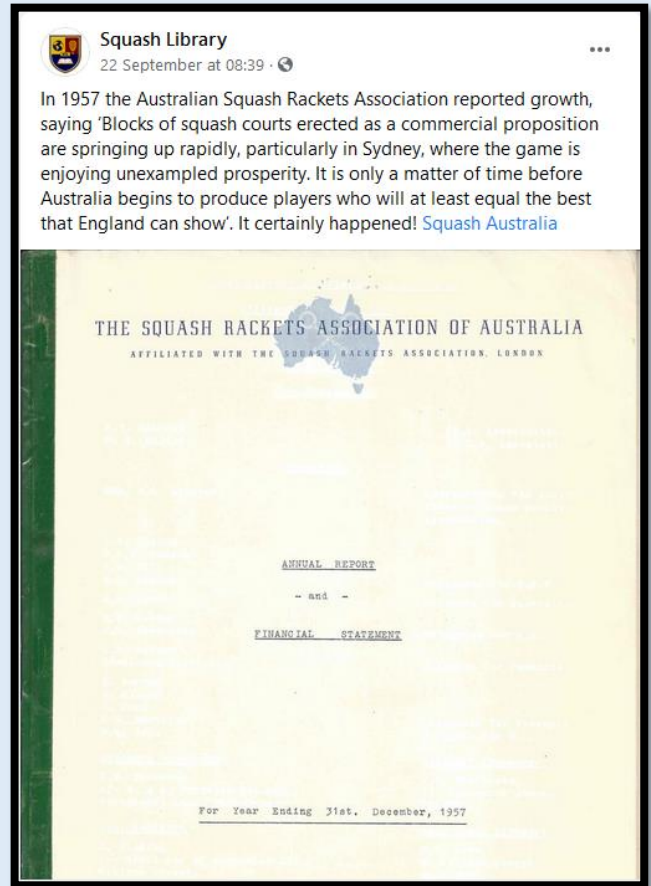 Squash Library
22 September at 08:39 ·
In 1957 the Australian Squash Rackets Association reported growth,
saying ‘Blocks of squash courts erected as a commercial proposition
are springing up rapidly, particularly in Sydney, where the game is
enjoying unexampled prosperity. It is only a matter of time before
Australia begins to produce players who will at least equal the best
that England can show’. It certainly happened! Squash Australia
THE SQUASH RACKETS ASSOCIATION OF AUSTRALIA
AFFILIATED WITH THE SQUASH RACKETS ASSOCIATION, LONDON
ANNUAL REPORT
- and -
FINANCIAL STATEMENT
For Year Ending 31st. December, 1957